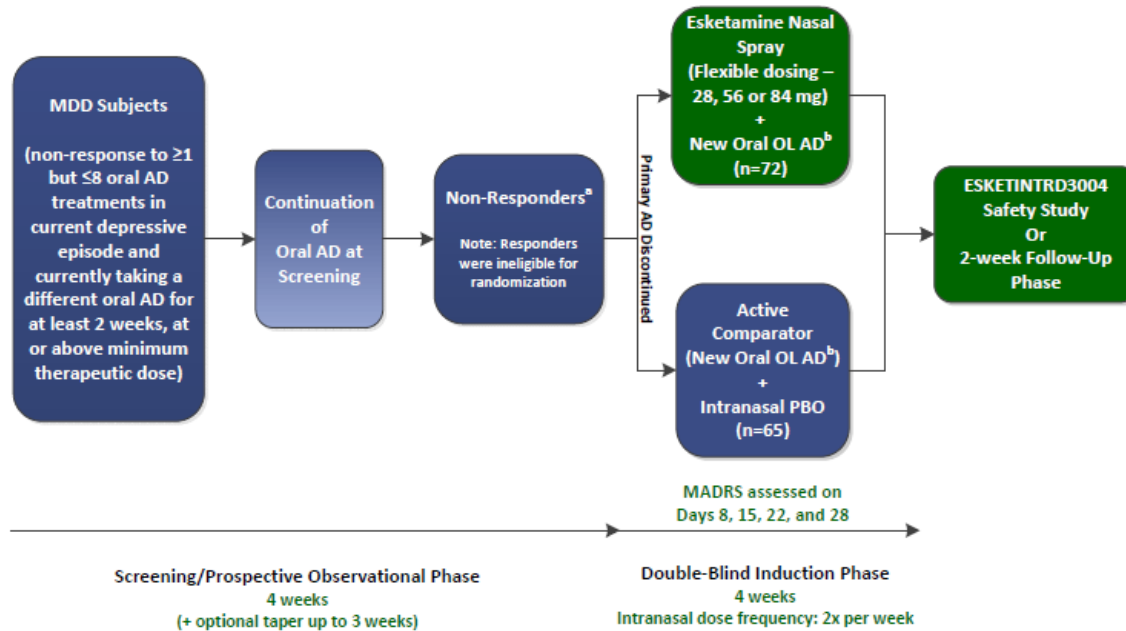 MDD Subjects
(non-response to ≥1
but ≤8 oral AD
treatments in
current depressive
episode and
currently taking a
different oral AD for
at least 2 weeks, at
or above minimum
therapeutic dose)
Continuation
of
Oral AD at
Screening
Non-Respondersᵃ
Note: Responders
were ineligible for
randomization
Primary AD Discontinued
Esketamine Nasal
Spray
(Flexible dosing –
28, 56 or 84 mg)
+
New Oral OL ADᵇ
(n=72)
Active
Comparator
(New Oral OL ADᵇ)
+
Intranasal PBO
(n=65)
ESKETINTRD3004
Safety Study
Or
2-week Follow-Up
Phase
MADRS assessed on
Days 8, 15, 22, and 28
Screening/Prospective Observational Phase
4 weeks
(+ optional taper up to 3 weeks)
Double-Blind Induction Phase
4 weeks
Intranasal dose frequency: 2x per week